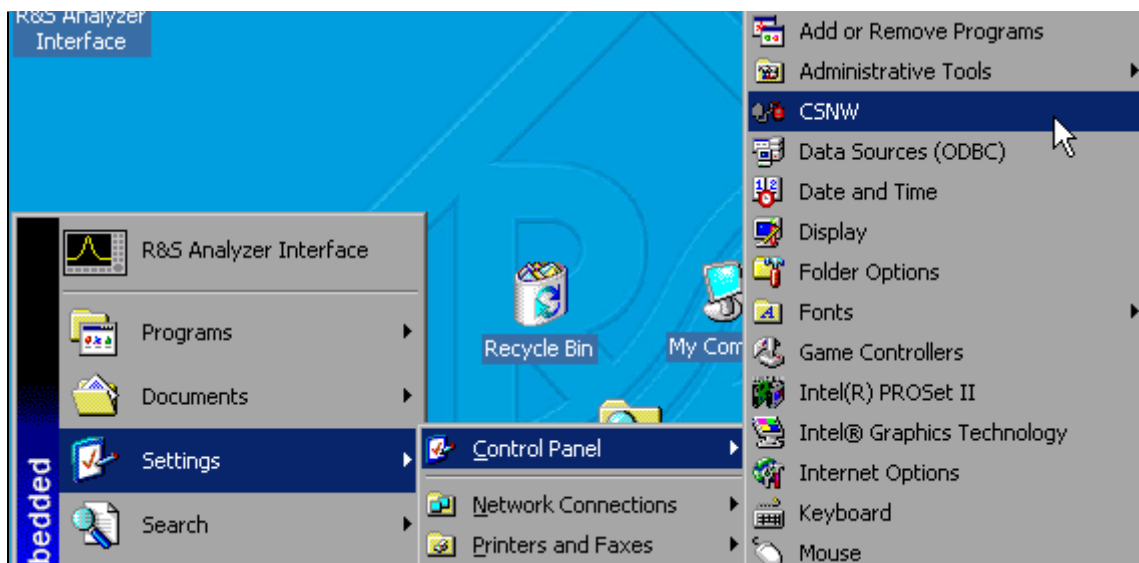 R&S Analyzer
Interface
R&S Analyzer Interface
Programs
Documents
Settings
Search
bedded
Recycle Bin
My Com
Control Panel
Network Connections
Printers and Faxes
Add or Remove Programs
Administrative Tools
CSNW
Data Sources (ODBC)
Date and Time
Display
Folder Options
Fonts
Game Controllers
Intel(R) PROSet II
Intel® Graphics Technology
Internet Options
Keyboard
Mouse